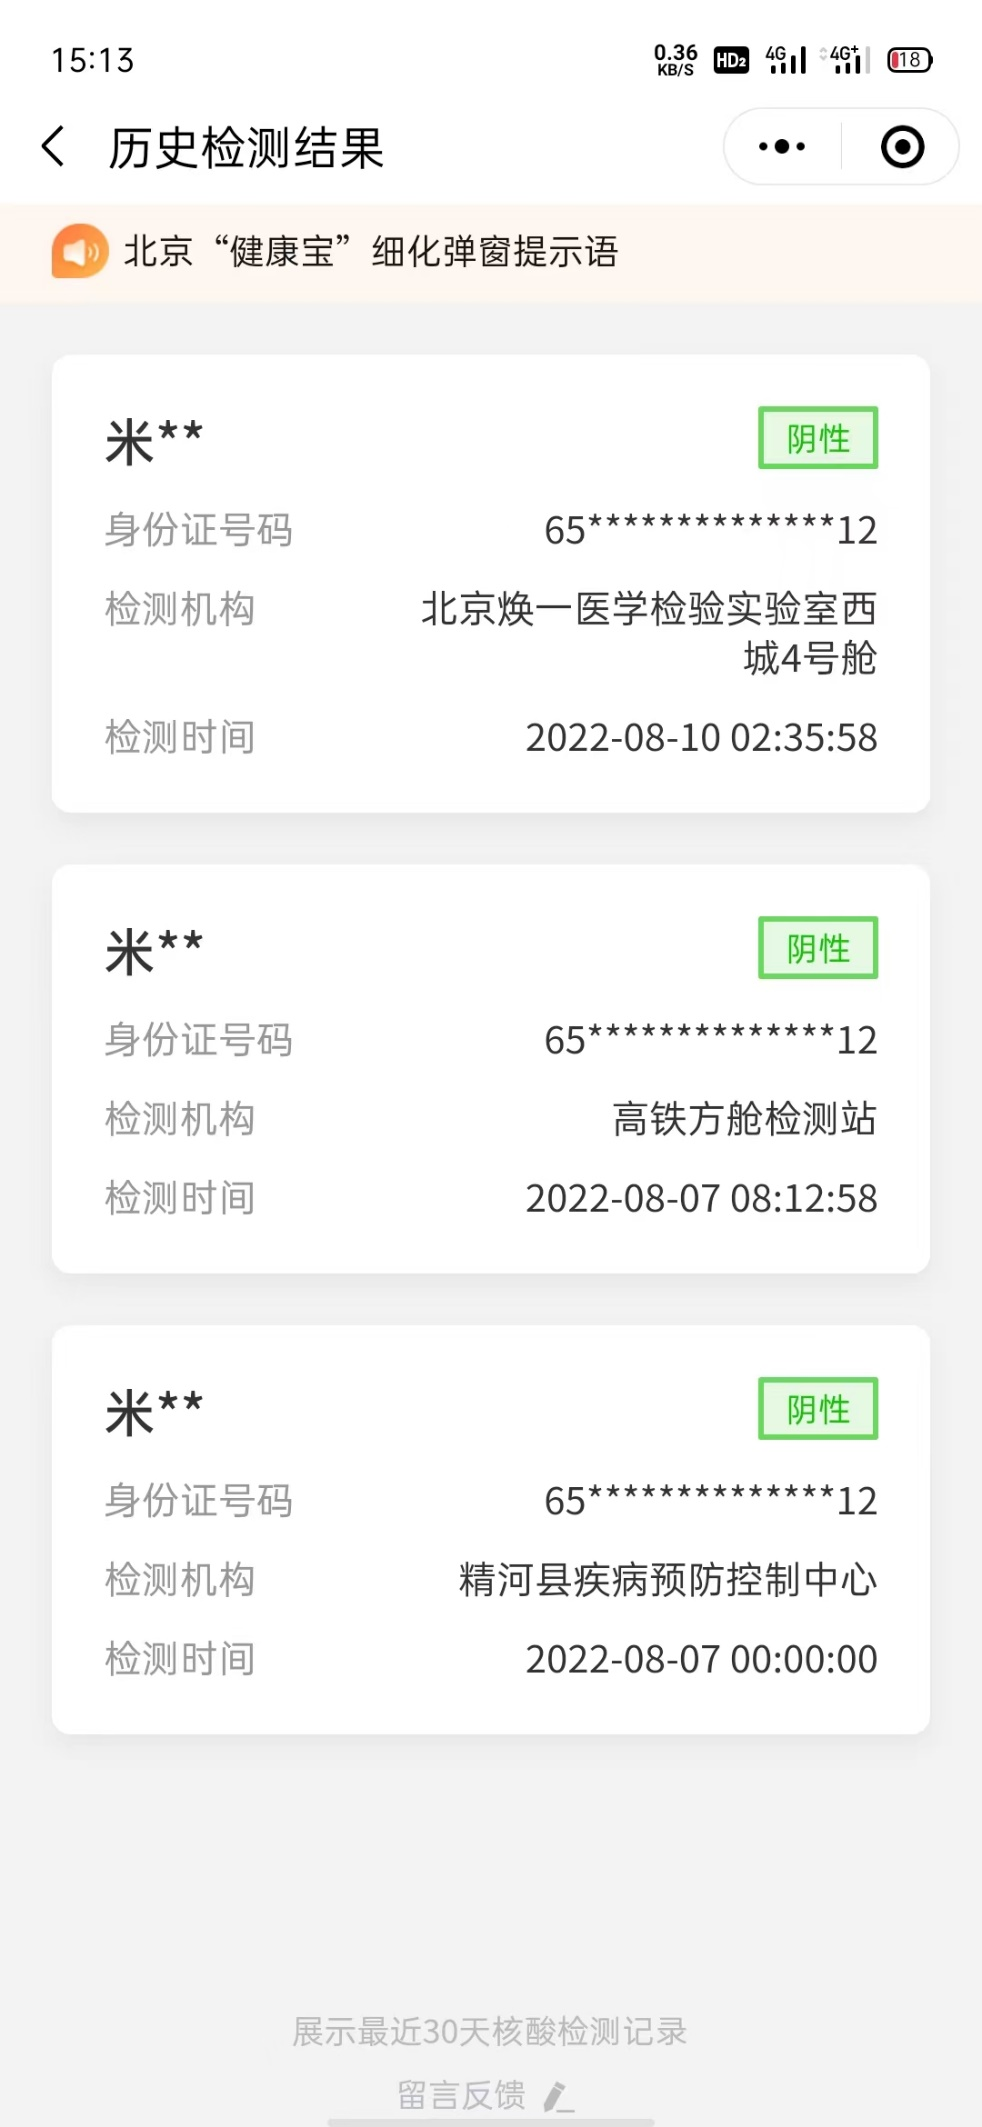 15:13
0.36
KB/S
HD2
4G
4G+
18
历史检测结果
北京“健康宝”细化弹窗提示语
米**
阴性
身份证号码
65**************12
检测机构
北京焕一医学检验实验室西
城4号舱
检测时间
2022-08-10 02:35:58
米**
阴性
身份证号码
65**************12
检测机构
高铁方舱检测站
检测时间
2022-08-07 08:12:58
米**
阴性
身份证号码
65**************12
检测机构
精河县疾病预防控制中心
检测时间
2022-08-07 00:00:00
展示最近30天核酸检测记录
留言反馈